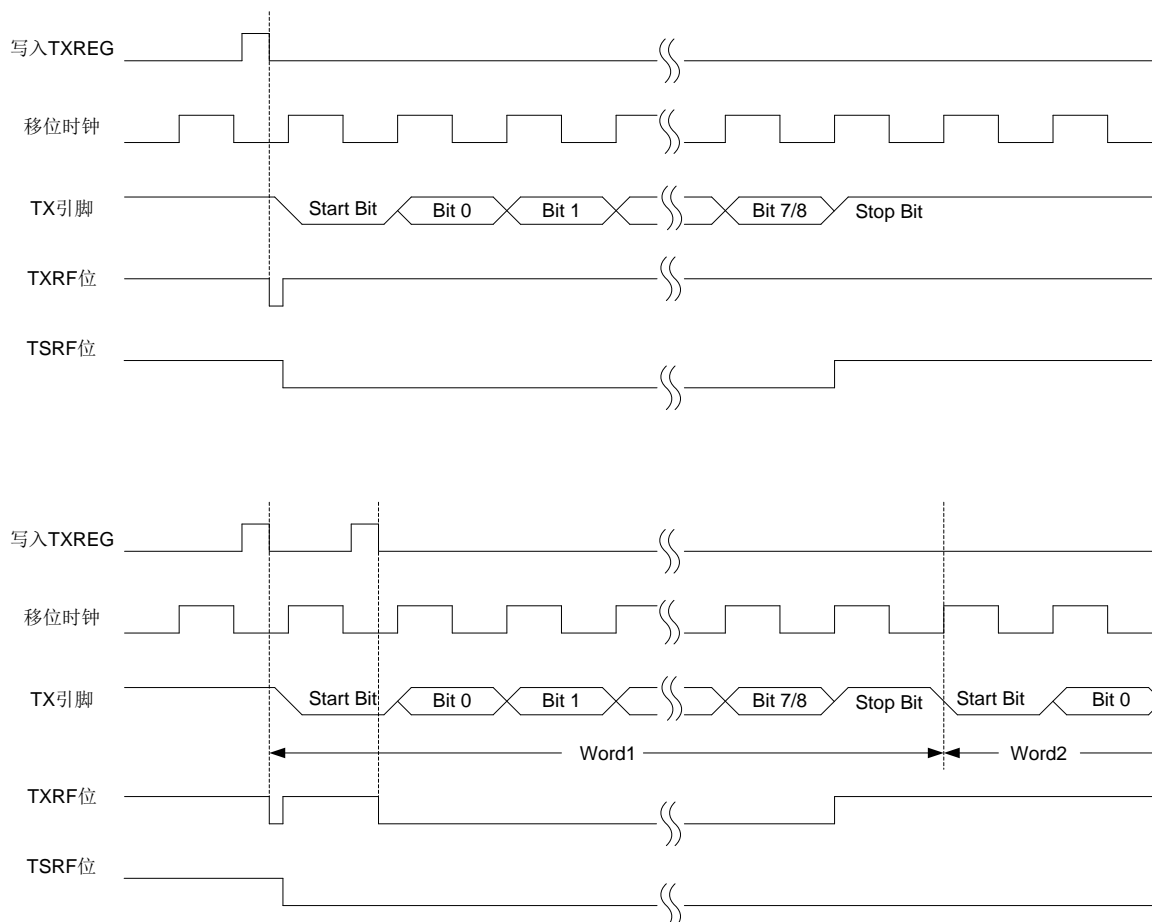 写入TXREG
移位时钟
TX引脚
Start Bit
Bit 0
Bit 1
Bit 7/8
Stop Bit
TXRF位
TSRF位
写入TXREG
移位时钟
TX引脚
Start Bit
Bit 0
Bit 1
Bit 7/8
Stop Bit
Start Bit
Bit 0
Word1
Word2
TXRF位
TSRF位